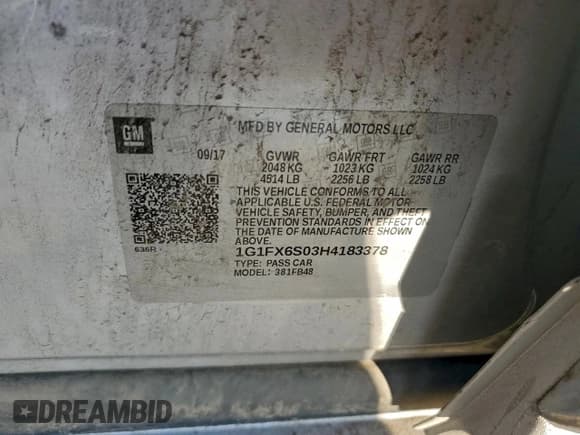 GM
MFD BY GENERAL MOTORS LLC
09/17 GVWR GAWR FRT GAWR RR
2048 KG 1023 KG 1024 KG
4514 LB 2256 LB 2258 LB
THIS VEHICLE CONFORMS TO ALL
APPLICABLE U.S. FEDERAL MOTOR
VEHICLE SAFETY, BUMPER, AND THEFT
PREVENTION STANDARDS IN EFFECT ON
THE DATE OF MANUFACTURE SHOWN
ABOVE.
636R 1G1FX6S03H4183378
TYPE: PASS CAR
MODEL: 381FB48
DREAMBID